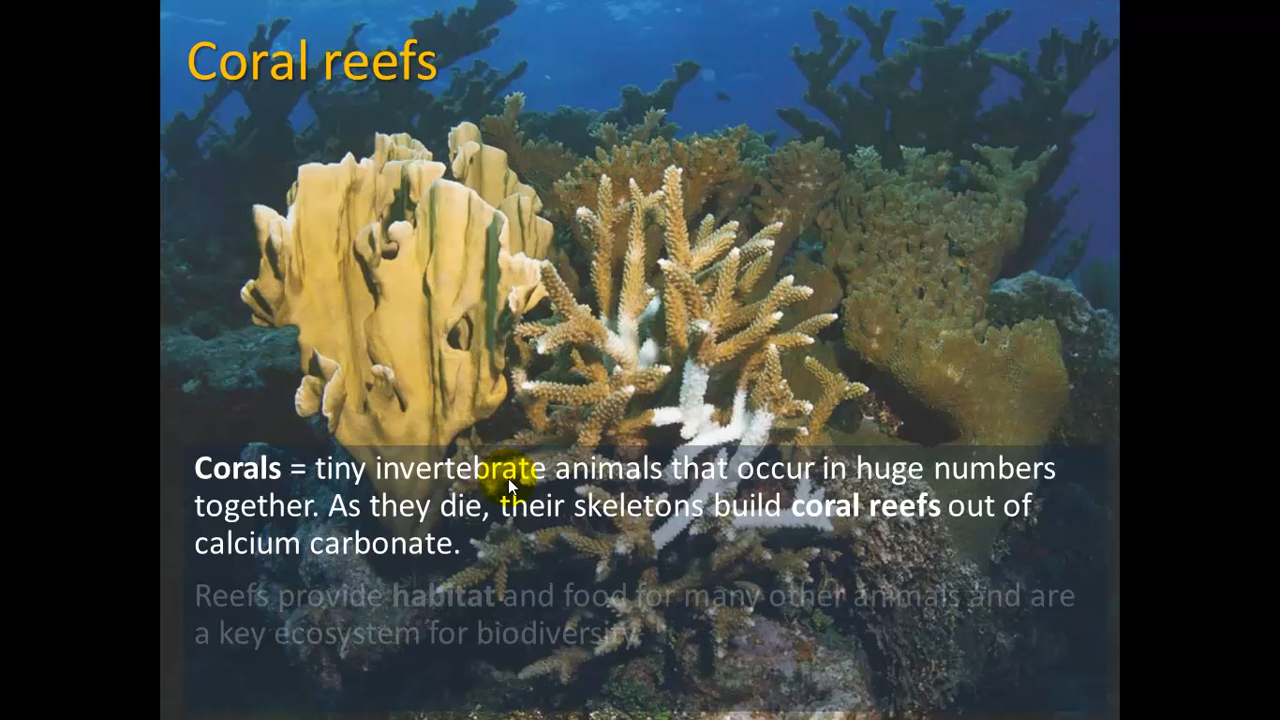 Coral reefs
Corals = tiny invertebrate animals that occur in huge numbers
together. As they die, their skeletons build coral reefs out of
calcium carbonate.
Reefs provide habitat and food for many other animals and are
a key ecosystem for biodiversity.